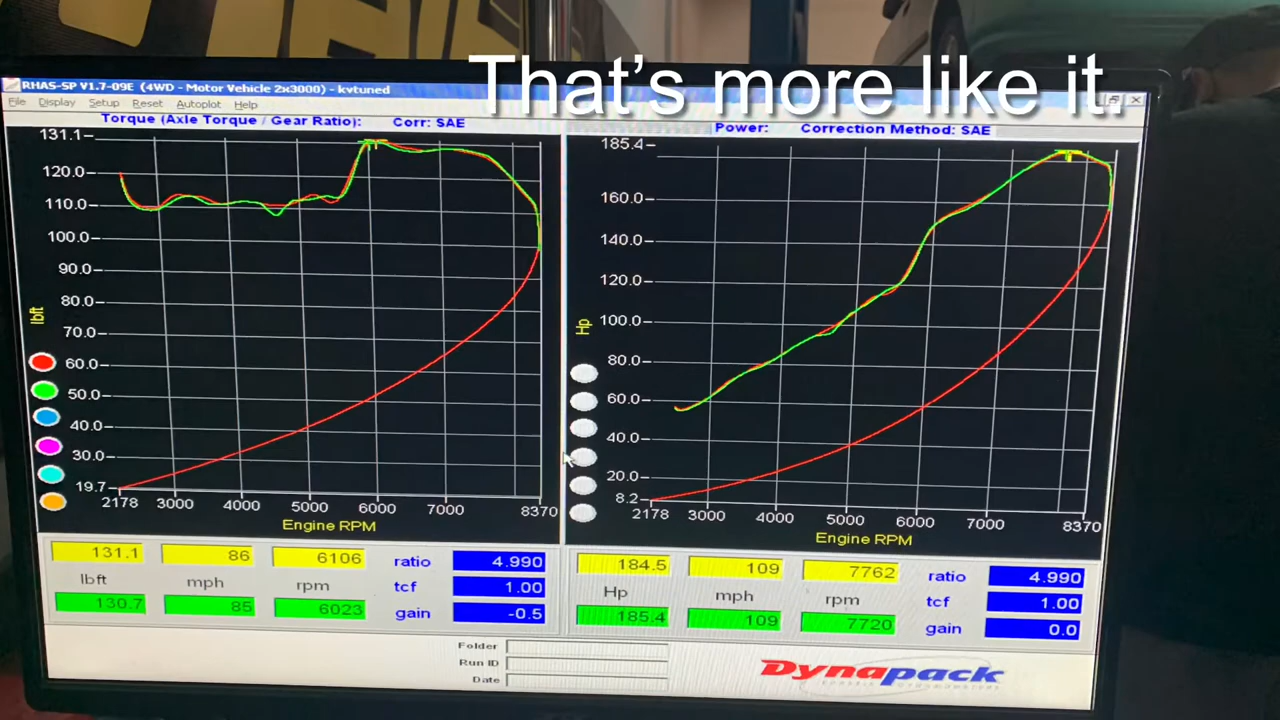 That's more like it.
RHAS-SP V1.7-09E (4WD - Motor Vehicle 2x3000) - kvtuned
File Display Setup Reset Autoplot Help
Torque (Axle Torque / Gear Ratio): Corr: SAE
Power: Correction Method: SAE
131.1
120.0
110.0
100.0
90.0
80.0
70.0
60.0
50.0
40.0
30.0
19.7
lbft
2178 3000 4000 5000 6000 7000 8370
Engine RPM
185.4
160.0
140.0
120.0
100.0
80.0
60.0
40.0
20.0
8.2
Hp
2178 3000 4000 5000 6000 7000 8370
Engine RPM
131.1 86 6106 ratio 4.990
lbft mph rpm tcf 1.00
130.7 85 6023 gain -0.5
184.5 109 7762 ratio 4.990
Hp mph rpm tcf 1.00
185.4 109 7720 gain 0.0
Folder
Run ID
Date
Dynapack